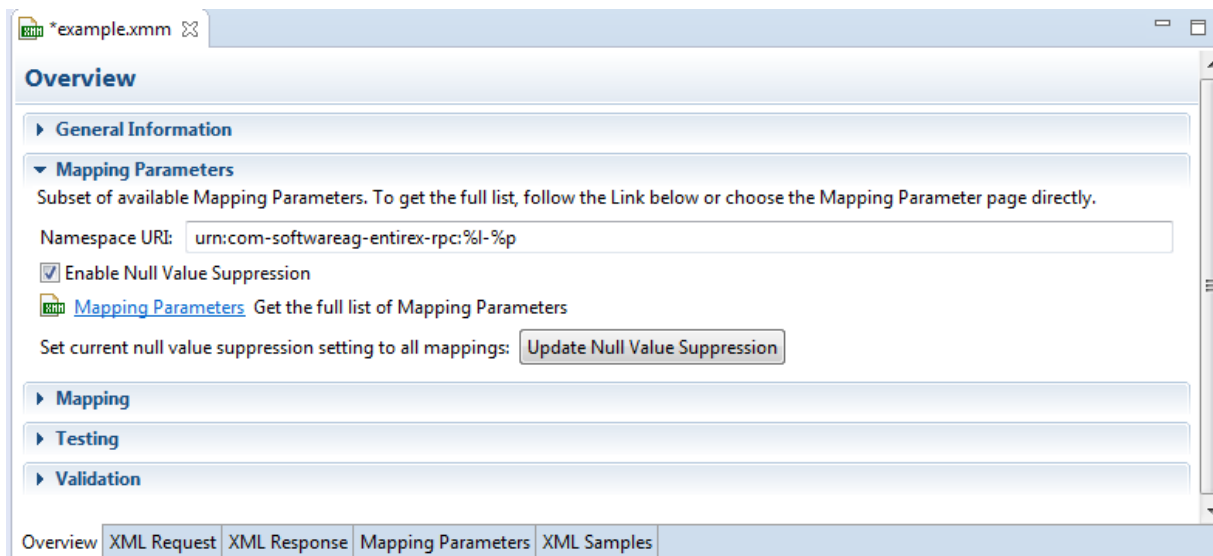 *example.xmm
Overview
General Information
Mapping Parameters
Subset of available Mapping Parameters. To get the full list, follow the Link below or choose the Mapping Parameter page directly.
Namespace URI: urn:com-softwareag-entirex-rpc:%l-%p
Enable Null Value Suppression
Mapping Parameters Get the full list of Mapping Parameters
Set current null value suppression setting to all mappings: Update Null Value Suppression
Mapping
Testing
Validation
Overview XML Request XML Response Mapping Parameters XML Samples